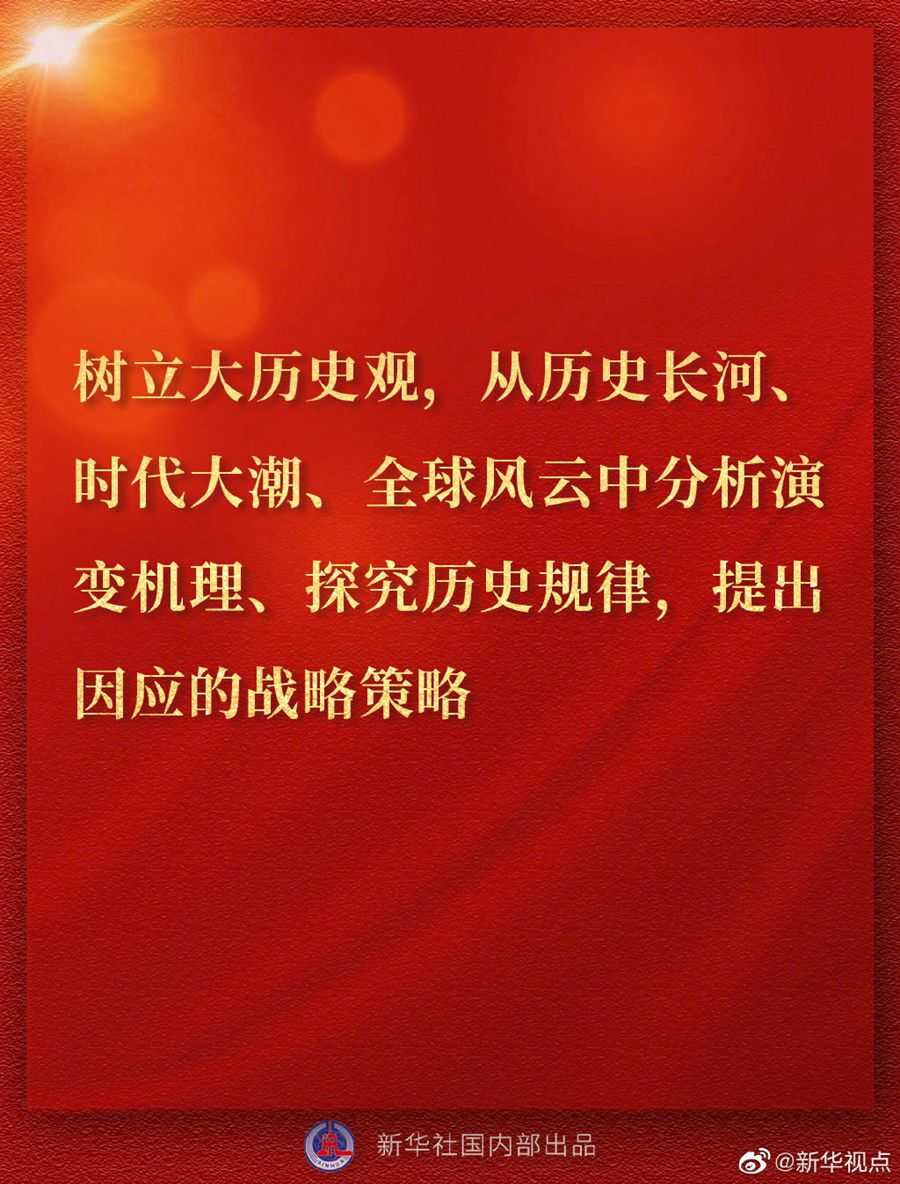 树立大历史观，从历史长河、
时代大潮、全球风云中分析演
变机理、探究历史规律，提出
因应的战略策略
XINHUA
新华社国内部出品
@新华视点